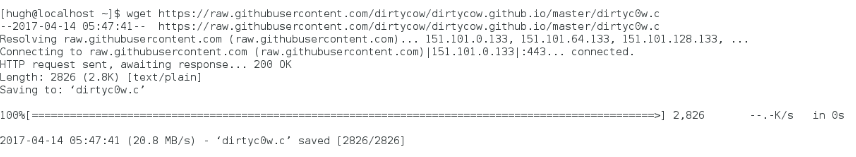 [hugh@localhost ~]$ wget https://raw.githubusercontent.com/dirtycow/dirtycow.github.io/master/dirtyc0w.c
--2017-04-14 05:47:41--  https://raw.githubusercontent.com/dirtycow/dirtycow.github.io/master/dirtyc0w.c
Resolving raw.githubusercontent.com (raw.githubusercontent.com)... 151.101.0.133, 151.101.64.133, 151.101.128.133, ...
Connecting to raw.githubusercontent.com (raw.githubusercontent.com)|151.101.0.133|:443... connected.
HTTP request sent, awaiting response... 200 OK
Length: 2826 (2.8K) [text/plain]
Saving to: ‘dirtyc0w.c’
100%[=================================================================================================>] 2,826       --.-K/s   in 0s
2017-04-14 05:47:41 (20.8 MB/s) - ‘dirtyc0w.c’ saved [2826/2826]